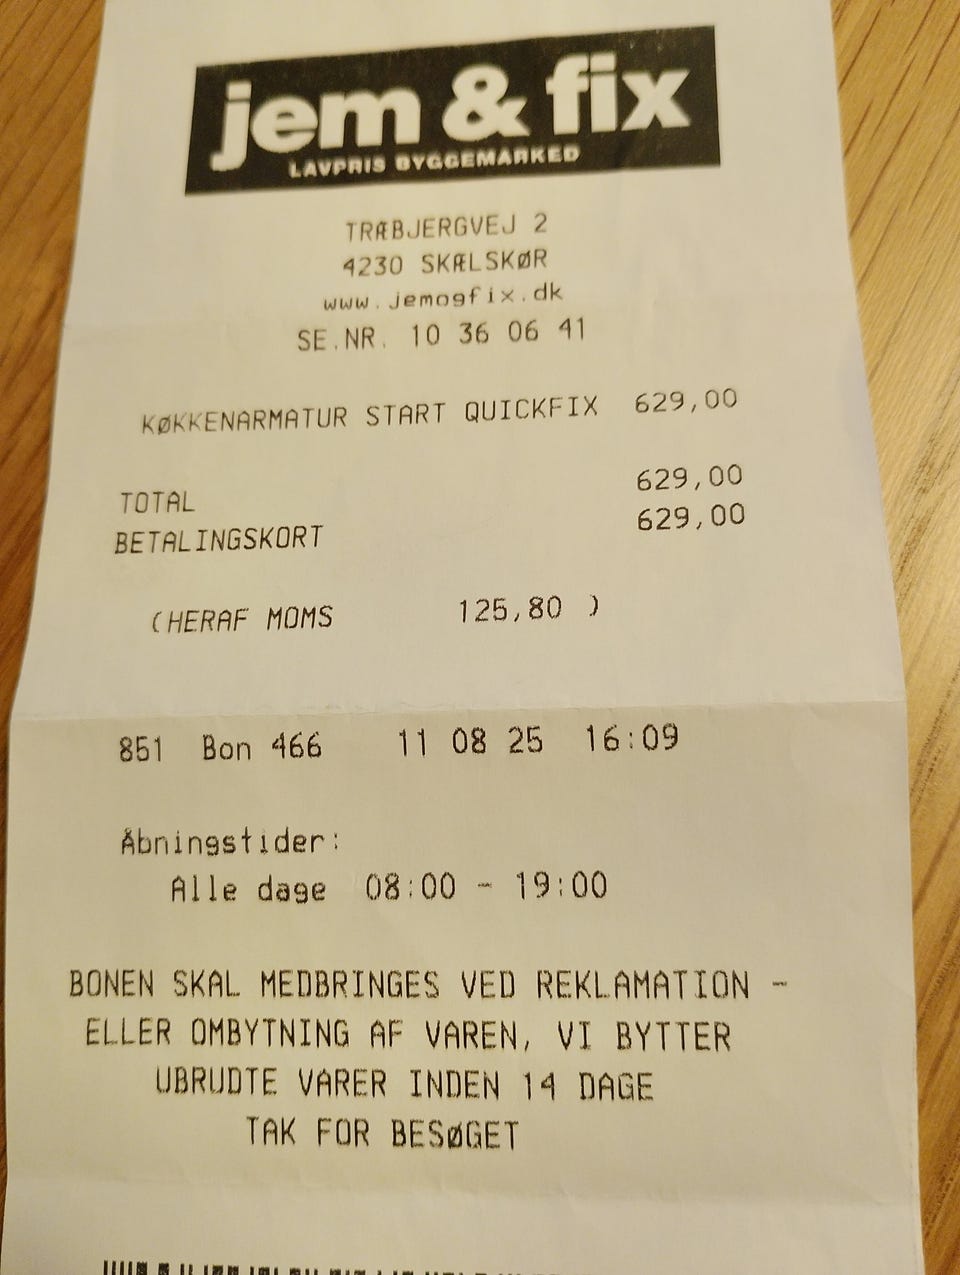 jem & fix
LAVPRIS BYGGEMARKED
TRÆBJERGVEJ 2
4230 SKÆLSKØR
www.jemogfix.dk
SE.NR. 10 36 06 41
KØKKENARMATUR START QUICKFIX 629,00
TOTAL 629,00
BETALINGSKORT 629,00
(HERAF MOMS 125,80 )
851 Bon 466 11 08 25 16:09
Åbningstider:
Alle dage 08:00 - 19:00
BONEN SKAL MEDBRINGES VED REKLAMATION -
ELLER OMBYTNING AF VAREN, VI BYTTER
UBRUDTE VARER INDEN 14 DAGE
TAK FOR BESØGET